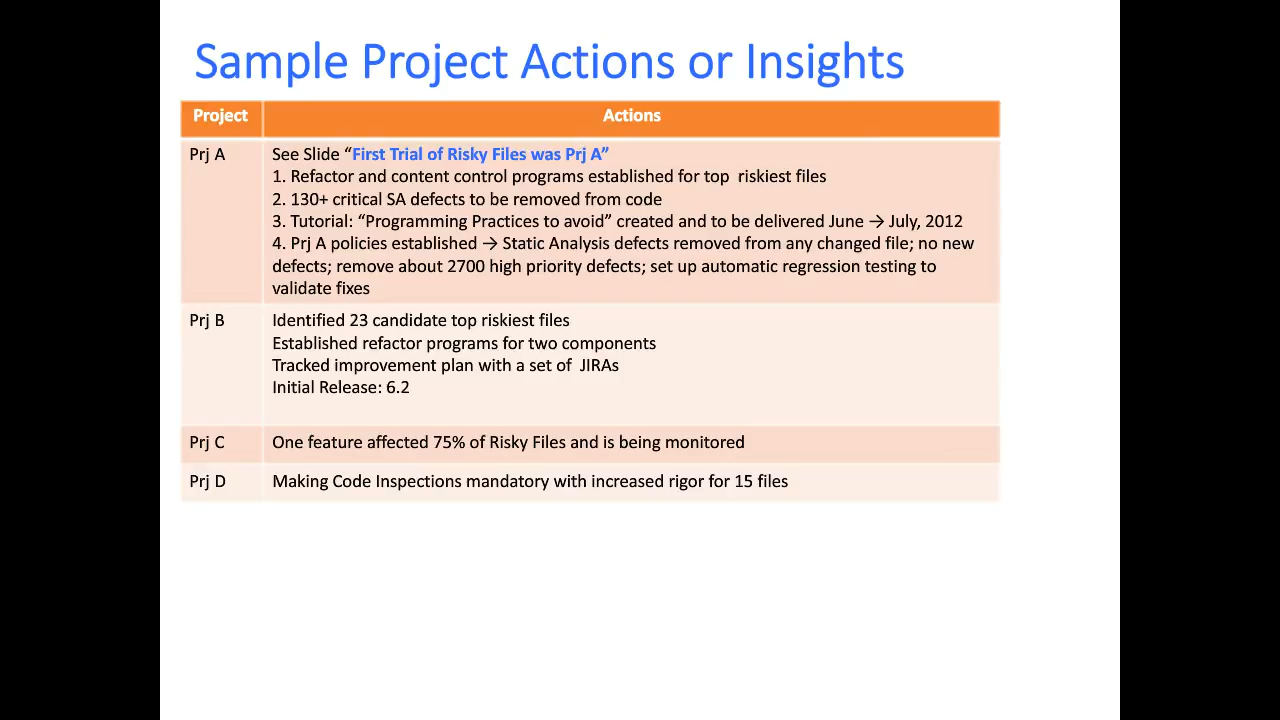 Sample Project Actions or Insights
Project
Actions
Prj A
See Slide “First Trial of Risky Files was Prj A”
1. Refactor and content control programs established for top  riskiest files
2. 130+ critical SA defects to be removed from code
3. Tutorial: “Programming Practices to avoid” created and to be delivered June → July, 2012
4. Prj A policies established → Static Analysis defects removed from any changed file; no new
defects; remove about 2700 high priority defects; set up automatic regression testing to
validate fixes
Prj B
Identified 23 candidate top riskiest files
Established refactor programs for two components
Tracked improvement plan with a set of  JIRAs
Initial Release: 6.2
Prj C
One feature affected 75% of Risky Files and is being monitored
Prj D
Making Code Inspections mandatory with increased rigor for 15 files